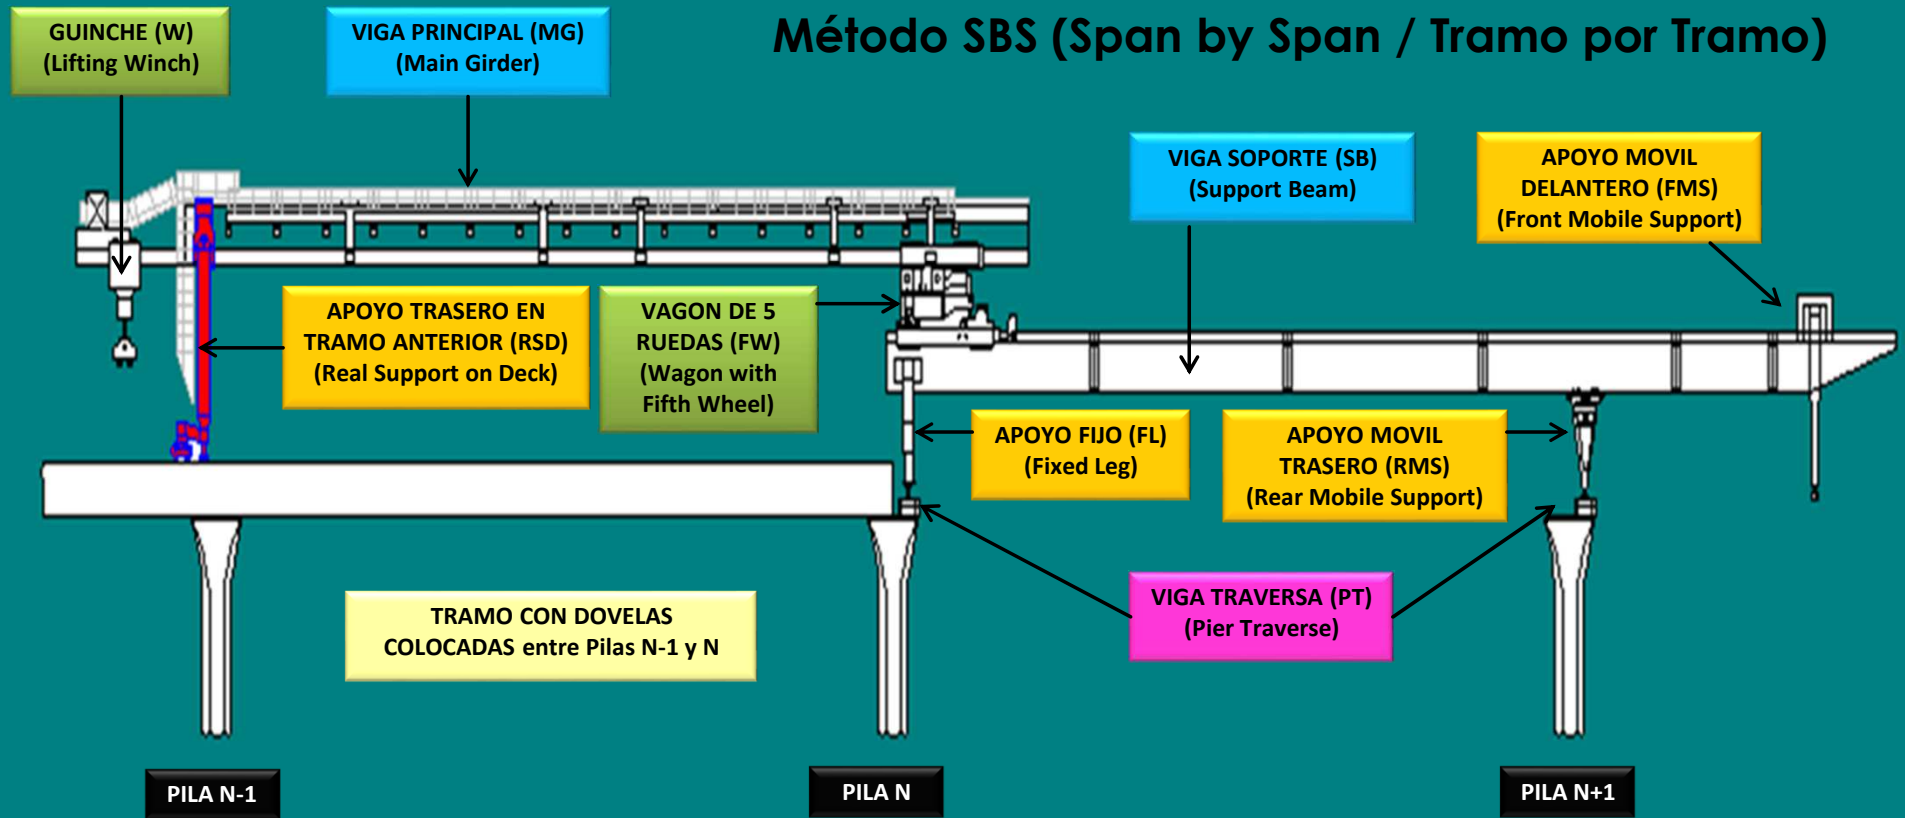 Método SBS (Span by Span / Tramo por Tramo)
GUINCHE (W)
(Lifting Winch)
VIGA PRINCIPAL (MG)
(Main Girder)
VIGA SOPORTE (SB)
(Support Beam)
APOYO MOVIL
DELANTERO (FMS)
(Front Mobile Support)
APOYO TRASERO EN
TRAMO ANTERIOR (RSD)
(Real Support on Deck)
VAGON DE 5
RUEDAS (FW)
(Wagon with
Fifth Wheel)
APOYO FIJO (FL)
(Fixed Leg)
APOYO MOVIL
TRASERO (RMS)
(Rear Mobile Support)
TRAMO CON DOVELAS
COLOCADAS entre Pilas N-1 y N
VIGA TRAVERSA (PT)
(Pier Traverse)
PILA N-1
PILA N
PILA N+1